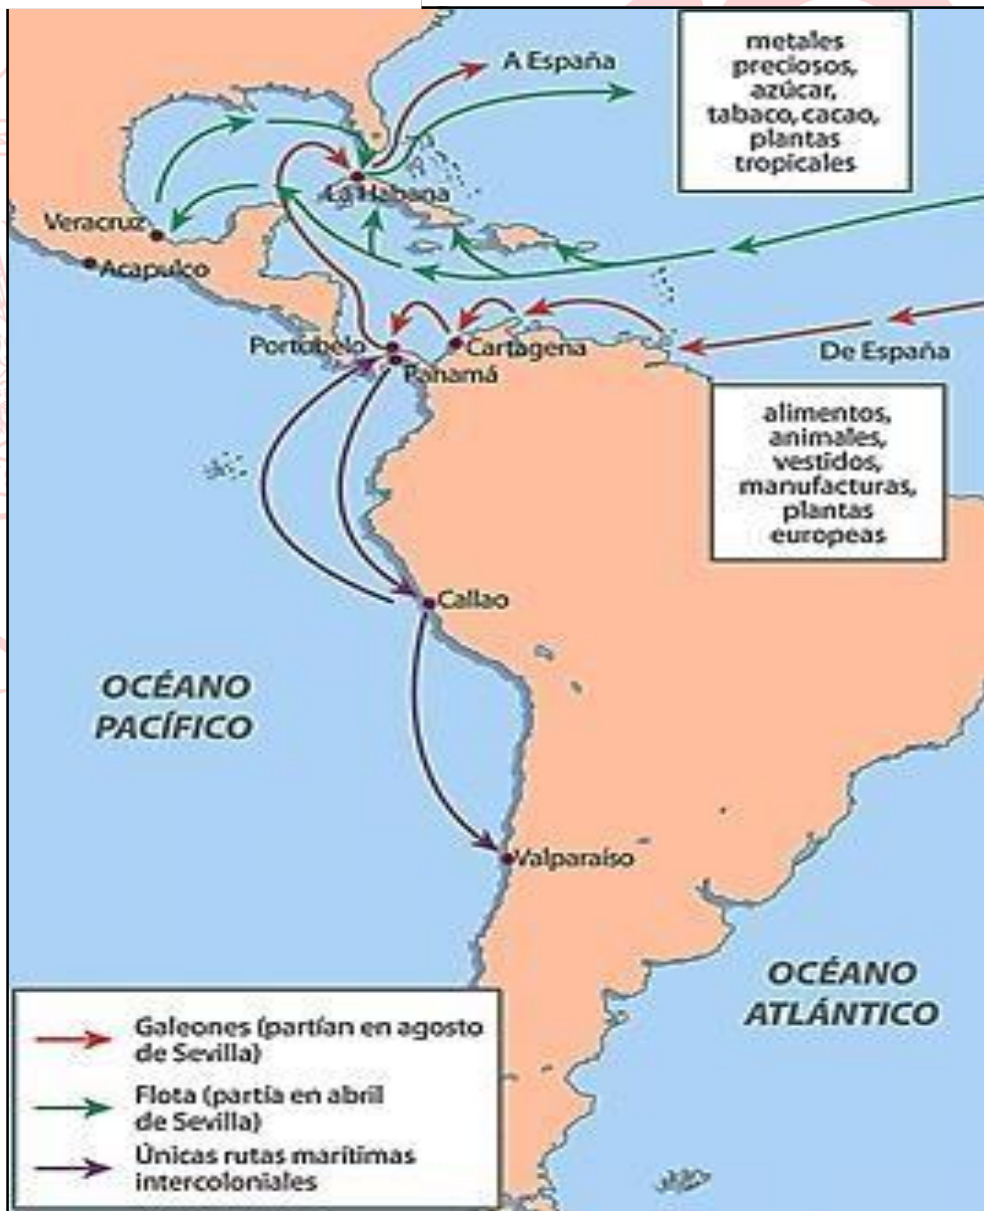 A España
metales
preciosos,
azúcar,
tabaco, cacao,
plantas
tropicales
La Habana
Veracruz
Acapulco
Portobelo
Cartagena
Panamá
De España
alimentos,
animales,
vestidos,
manufacturas,
plantas
europeas
Callao
OCÉANO
PACÍFICO
Valparaíso
OCÉANO
ATLÁNTICO
Galeones (partían en agosto
de Sevilla)
Flota (partía en abril
de Sevilla)
Únicas rutas marítimas
intercoloniales